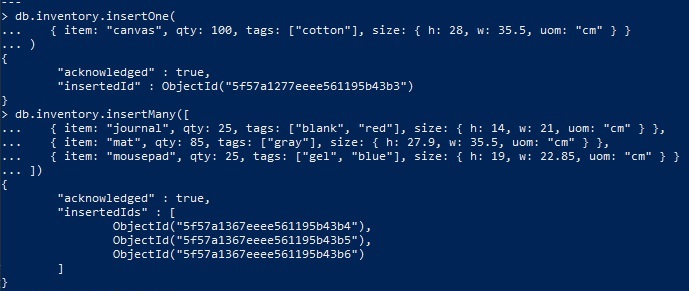 ---
> db.inventory.insertOne(
...    { item: "canvas", qty: 100, tags: ["cotton"], size: { h: 28, w: 35.5, uom: "cm" } }
... )
{
        "acknowledged" : true,
        "insertedId" : ObjectId("5f57a1277eeee561195b43b3")
}
> db.inventory.insertMany([
...    { item: "journal", qty: 25, tags: ["blank", "red"], size: { h: 14, w: 21, uom: "cm" } },
...    { item: "mat", qty: 85, tags: ["gray"], size: { h: 27.9, w: 35.5, uom: "cm" } },
...    { item: "mousepad", qty: 25, tags: ["gel", "blue"], size: { h: 19, w: 22.85, uom: "cm" } }
... ])
{
        "acknowledged" : true,
        "insertedIds" : [
                ObjectId("5f57a1367eeee561195b43b4"),
                ObjectId("5f57a1367eeee561195b43b5"),
                ObjectId("5f57a1367eeee561195b43b6")
        ]
}